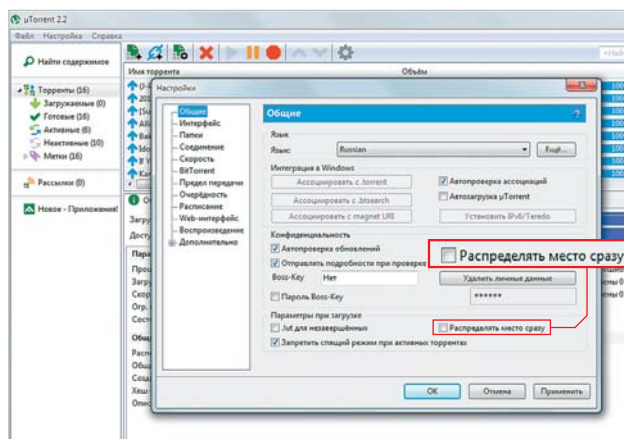 µTorrent 2.2
Файл Настройка Справка
Найти содержимое
Имя торрента
Объём
Торренты (16)
Загружаемые (0)
Готовые (16)
Активные (6)
Неактивные (10)
Метки (16)
Рассылки (0)
Новое - Приложения!
Настройки
Общие
Интерфейс
Папки
Соединение
Скорость
BitTorrent
Предел передачи
Очерёдность
Расписание
Web-интерфейс
Воспроизведение
Дополнительно
Общие
Язык
Язык:
Russian
Ещё...
Интеграция в Windows
Ассоциировать с .torrent
Автопроверка ассоциаций
Ассоциировать с .btsearch
Автозагрузка µTorrent
Ассоциировать с magnet URI
Установить IPv6/Teredo
Конфиденциальность
Автопроверка обновлений
Распределять место сразу
Отправлять подробности при проверке
Boss-Key
Нет
Удалить личные данные
Пароль Boss-Key
******
Параметры при загрузке
.!ut для незавершённых
Распределять место сразу
Запретить спящий режим при активных торрентах
OK
Отмена
Применить